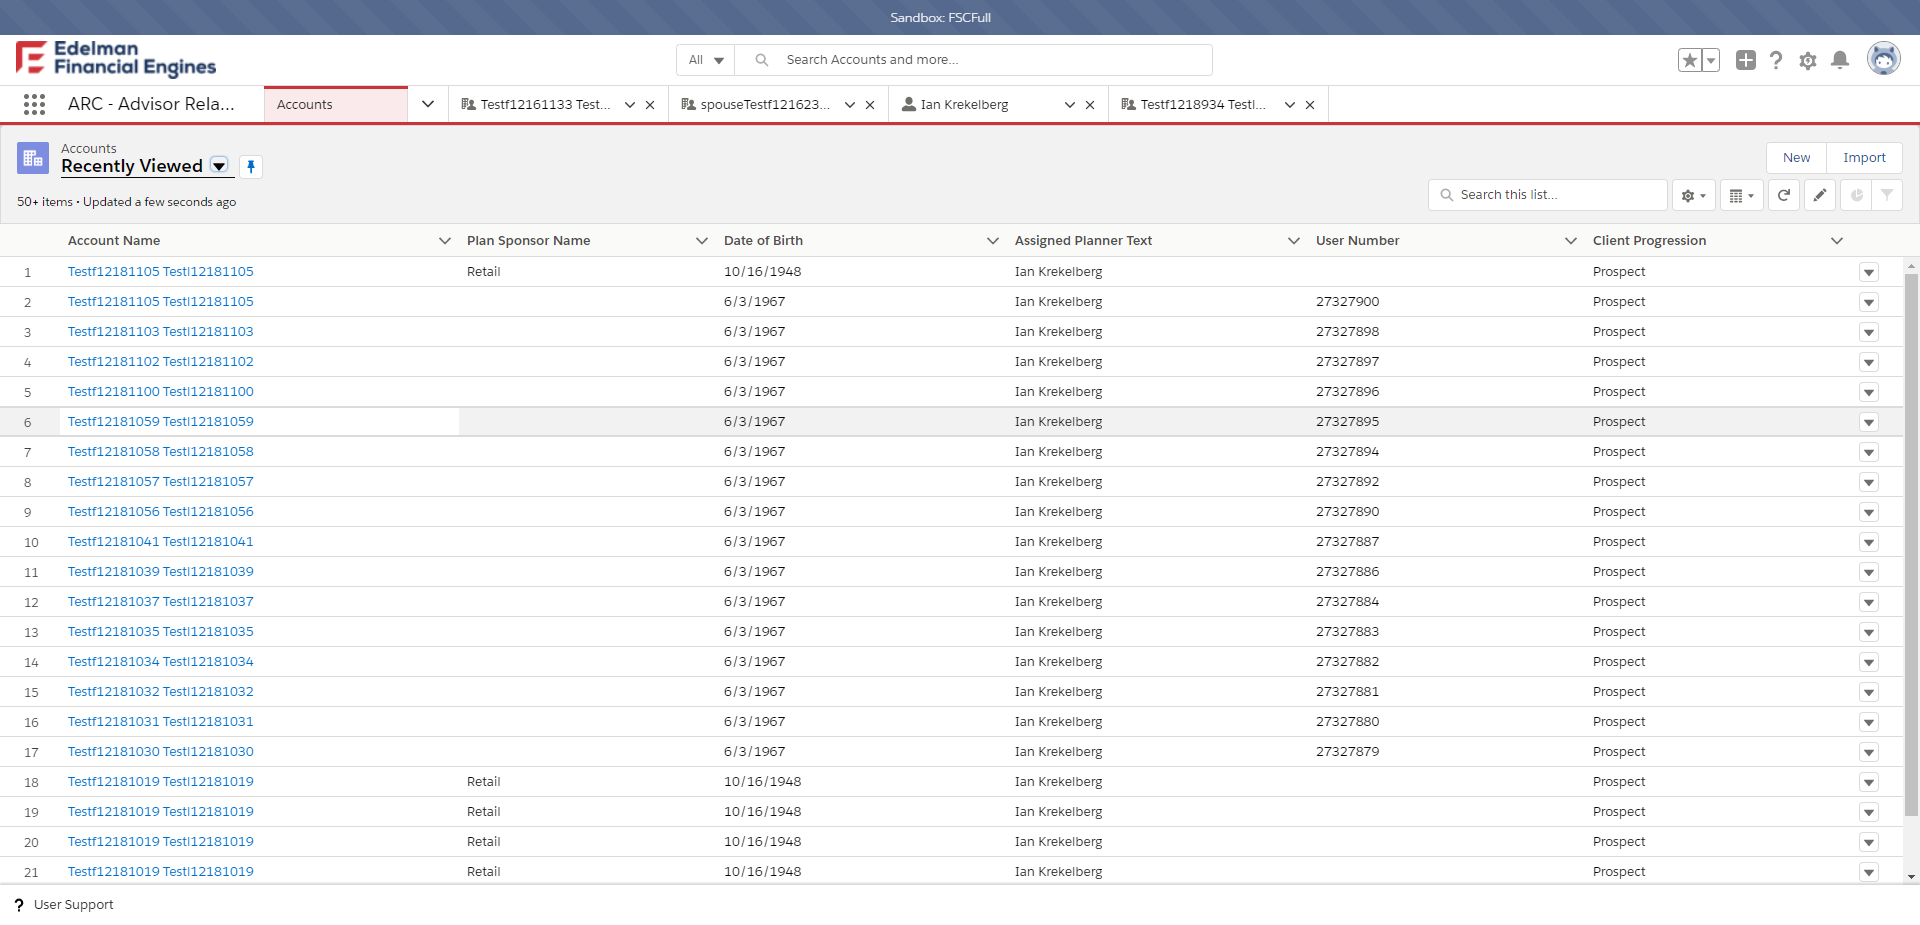 Sandbox: FSCFull
Edelman
Financial Engines
All Search Accounts and more...
ARC - Advisor Rela... Accounts Testf12161133 Test... spouseTestf121623... Ian Krekelberg Testf1218934 Testl...
Accounts
Recently Viewed
New Import
50+ items • Updated a few seconds ago
Search this list...
Account Name Plan Sponsor Name Date of Birth Assigned Planner Text User Number Client Progression
1 Testf12181105 Testl12181105 Retail 10/16/1948 Ian Krekelberg Prospect
2 Testf12181105 Testl12181105 6/3/1967 Ian Krekelberg 27327900 Prospect
3 Testf12181103 Testl12181103 6/3/1967 Ian Krekelberg 27327898 Prospect
4 Testf12181102 Testl12181102 6/3/1967 Ian Krekelberg 27327897 Prospect
5 Testf12181100 Testl12181100 6/3/1967 Ian Krekelberg 27327896 Prospect
6 Testf12181059 Testl12181059 6/3/1967 Ian Krekelberg 27327895 Prospect
7 Testf12181058 Testl12181058 6/3/1967 Ian Krekelberg 27327894 Prospect
8 Testf12181057 Testl12181057 6/3/1967 Ian Krekelberg 27327892 Prospect
9 Testf12181056 Testl12181056 6/3/1967 Ian Krekelberg 27327890 Prospect
10 Testf12181041 Testl12181041 6/3/1967 Ian Krekelberg 27327887 Prospect
11 Testf12181039 Testl12181039 6/3/1967 Ian Krekelberg 27327886 Prospect
12 Testf12181037 Testl12181037 6/3/1967 Ian Krekelberg 27327884 Prospect
13 Testf12181035 Testl12181035 6/3/1967 Ian Krekelberg 27327883 Prospect
14 Testf12181034 Testl12181034 6/3/1967 Ian Krekelberg 27327882 Prospect
15 Testf12181032 Testl12181032 6/3/1967 Ian Krekelberg 27327881 Prospect
16 Testf12181031 Testl12181031 6/3/1967 Ian Krekelberg 27327880 Prospect
17 Testf12181030 Testl12181030 6/3/1967 Ian Krekelberg 27327879 Prospect
18 Testf12181019 Testl12181019 Retail 10/16/1948 Ian Krekelberg Prospect
19 Testf12181019 Testl12181019 Retail 10/16/1948 Ian Krekelberg Prospect
20 Testf12181019 Testl12181019 Retail 10/16/1948 Ian Krekelberg Prospect
21 Testf12181019 Testl12181019 Retail 10/16/1948 Ian Krekelberg Prospect
? User Support